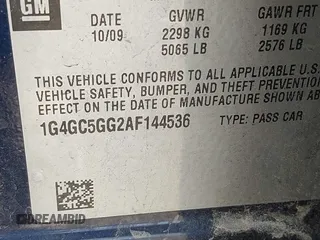 GM
DATE GVWR GAWR FRT
10/09 2298 KG 1169 KG
5065 LB 2576 LB
THIS VEHICLE CONFORMS TO ALL APPLICABLE U.S.
VEHICLE SAFETY, BUMPER, AND THEFT PREVENTION
EFFECT ON THE DATE OF MANUFACTURE SHOWN ABOVE
1G4GC5GG2AF144536 TYPE: PASS CAR
DREAMBID